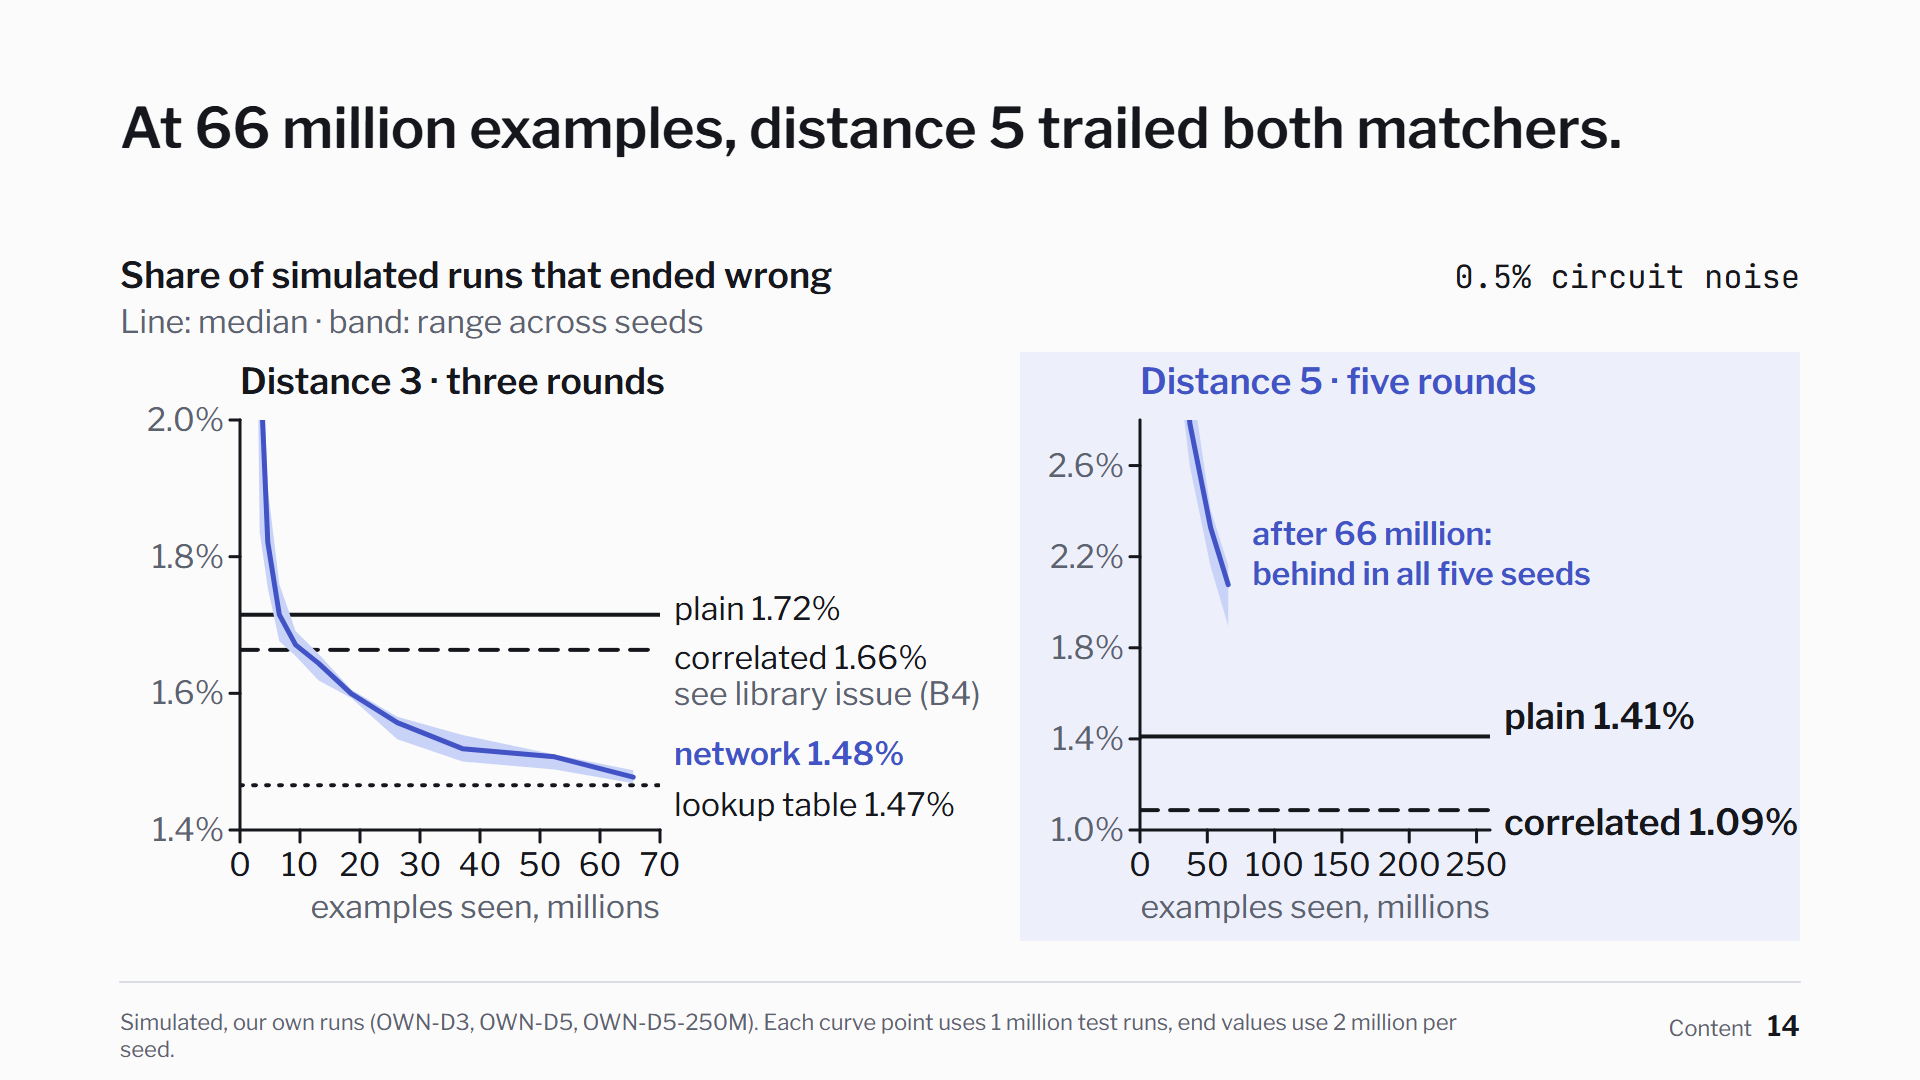 At 66 million examples, distance 5 trailed both matchers.
Share of simulated runs that ended wrong
0.5% circuit noise
Line: median · band: range across seeds
Distance 3 · three rounds
2.0%
1.8%
1.6%
1.4%
0 10 20 30 40 50 60 70
examples seen, millions
plain 1.72%
correlated 1.66%
see library issue (B4)
network 1.48%
lookup table 1.47%
Distance 5 · five rounds
2.6%
2.2%
1.8%
1.4%
1.0%
0 50 100 150 200 250
examples seen, millions
after 66 million:
behind in all five seeds
plain 1.41%
correlated 1.09%
Simulated, our own runs (OWN-D3, OWN-D5, OWN-D5-250M). Each curve point uses 1 million test runs, end values use 2 million per
seed.
Content 14